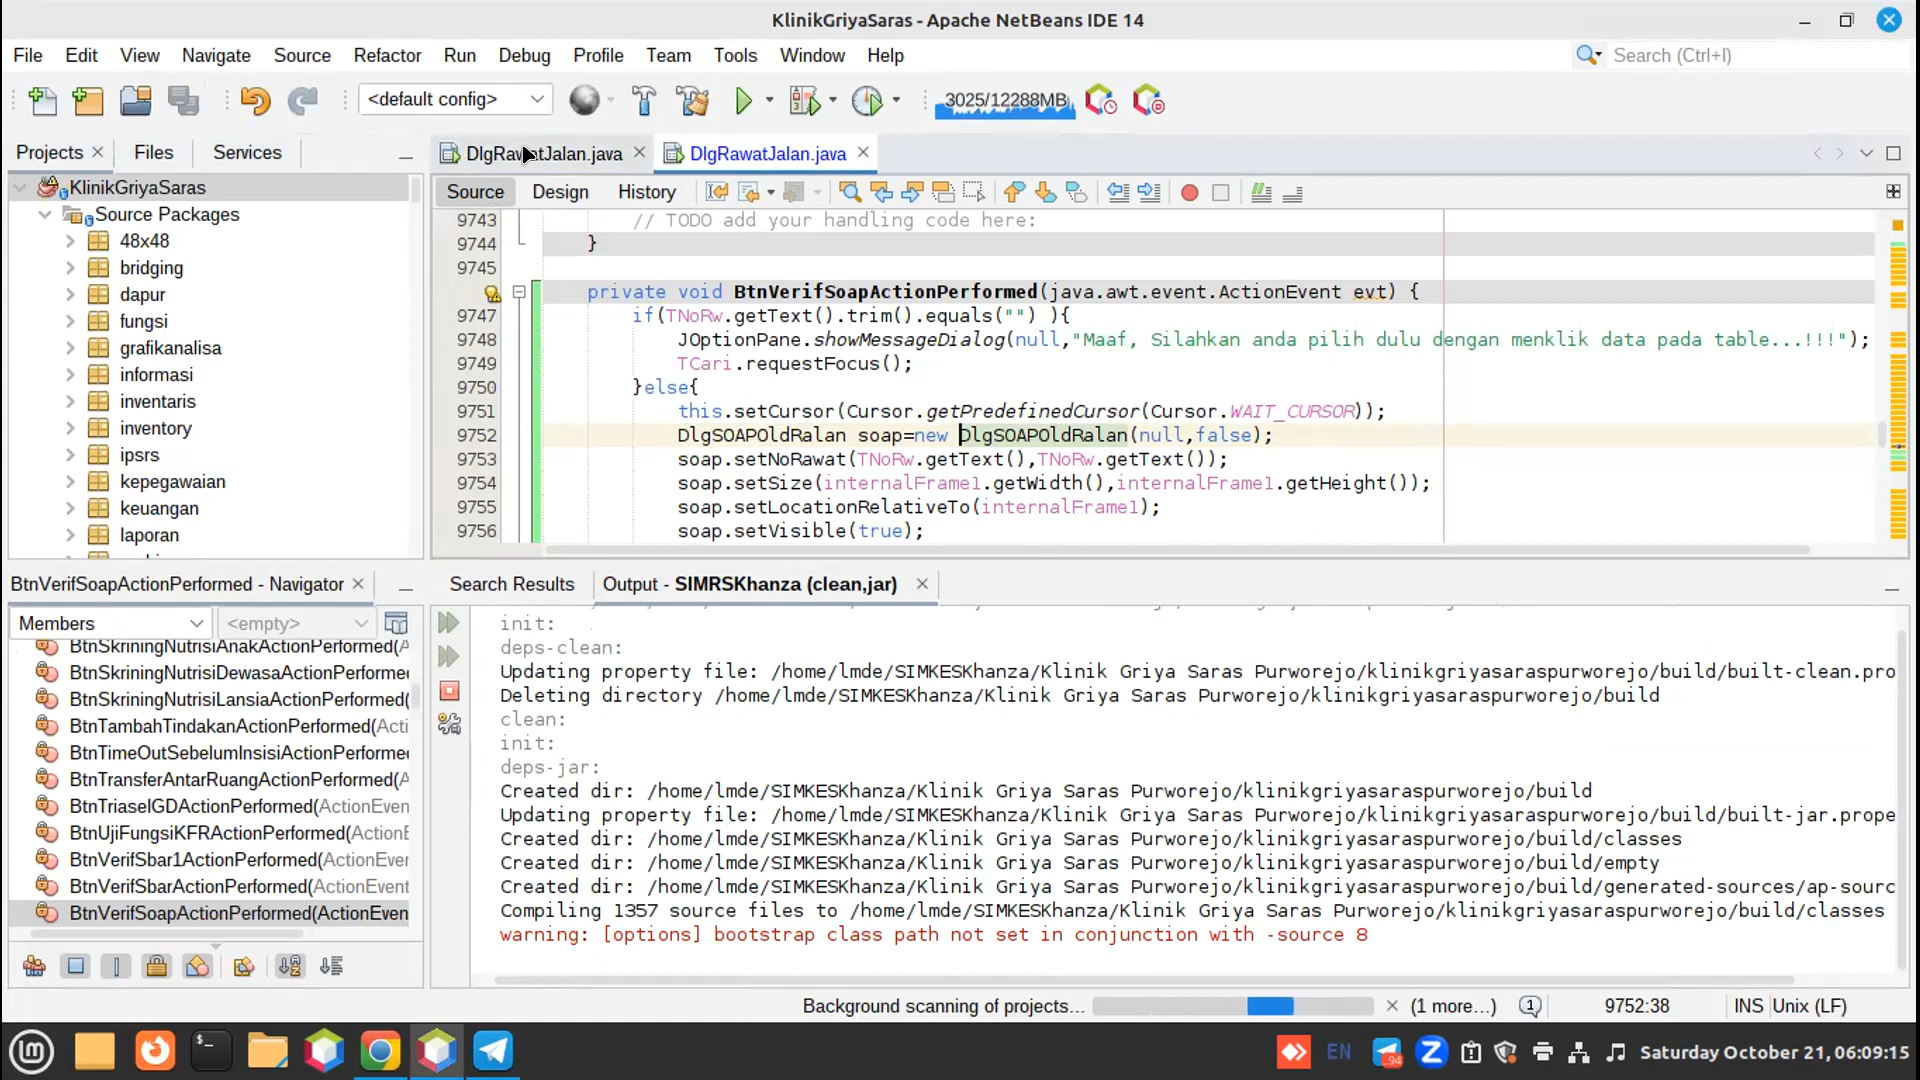 KlinikGriyaSaras - Apache NetBeans IDE 14
File Edit View Navigate Source Refactor Run Debug Profile Team Tools Window Help
Search (Ctrl+I)
<default config>
3025/12288MB
Projects
Files
Services
DlgRawatJalan.java
DlgRawatJalan.java
Source Design History
KlinikGriyaSaras
Source Packages
48x48
bridging
dapur
fungsi
grafikanalisa
informasi
inventaris
inventory
ipsrs
kepegawaian
keuangan
laporan
9743 // TODO add your handling code here:
9744 }
9745
private void BtnVerifSoapActionPerformed(java.awt.event.ActionEvent evt) {
9747 if(TNoRw.getText().trim().equals("") ){
9748 JOptionPane.showMessageDialog(null,"Maaf, Silahkan anda pilih dulu dengan menklik data pada table...!!!");
9749 TCari.requestFocus();
9750 }else{
9751 this.setCursor(Cursor.getPredefinedCursor(Cursor.WAIT_CURSOR));
9752 DlgSOAPOldRalan soap=new DlgSOAPOldRalan(null,false);
9753 soap.setNoRawat(TNoRw.getText(),TNoRw.getText());
9754 soap.setSize(internalFrame1.getWidth(),internalFrame1.getHeight());
9755 soap.setLocationRelativeTo(internalFrame1);
9756 soap.setVisible(true);
BtnVerifSoapActionPerformed - Navigator
Members
<empty>
BtnSkriningNutrisiAnakActionPerformed(A
BtnSkriningNutrisiDewasaActionPerforme
BtnSkriningNutrisiLansiaActionPerformed(
BtnTambahTindakanActionPerformed(Acti
BtnTimeOutSebelumInsisiActionPerforme
BtnTransferAntarRuangActionPerformed(A
BtnTriaseIGDActionPerformed(ActionEven
BtnUjiFungsiKFRActionPerformed(ActionE
BtnVerifSbar1ActionPerformed(ActionEver
BtnVerifSbarActionPerformed(ActionEvent
BtnVerifSoapActionPerformed(ActionEven
Search Results
Output - SIMRSKhanza (clean,jar)
init:
deps-clean:
Updating property file: /home/lmde/SIMKESKhanza/Klinik Griya Saras Purworejo/klinikgriyasaraspurworejo/build/built-clean.pro
Deleting directory /home/lmde/SIMKESKhanza/Klinik Griya Saras Purworejo/klinikgriyasaraspurworejo/build
clean:
init:
deps-jar:
Created dir: /home/lmde/SIMKESKhanza/Klinik Griya Saras Purworejo/klinikgriyasaraspurworejo/build
Updating property file: /home/lmde/SIMKESKhanza/Klinik Griya Saras Purworejo/klinikgriyasaraspurworejo/build/built-jar.prope
Created dir: /home/lmde/SIMKESKhanza/Klinik Griya Saras Purworejo/klinikgriyasaraspurworejo/build/classes
Created dir: /home/lmde/SIMKESKhanza/Klinik Griya Saras Purworejo/klinikgriyasaraspurworejo/build/empty
Created dir: /home/lmde/SIMKESKhanza/Klinik Griya Saras Purworejo/klinikgriyasaraspurworejo/build/generated-sources/ap-sourc
Compiling 1357 source files to /home/lmde/SIMKESKhanza/Klinik Griya Saras Purworejo/klinikgriyasaraspurworejo/build/classes
warning: [options] bootstrap class path not set in conjunction with -source 8
Background scanning of projects...
(1 more...)
1
9752:38
INS
Unix (LF)
EN
94
Saturday October 21, 06:09:15